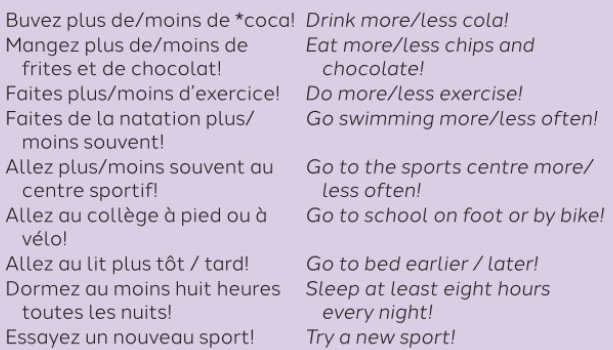 Buvez plus de/moins de *coca! Drink more/less cola!
Mangez plus de/moins de Eat more/less chips and
frites et de chocolat! chocolate!
Faites plus/moins d'exercice! Do more/less exercise!
Faites de la natation plus/ Go swimming more/less often!
moins souvent!
Allez plus/moins souvent au Go to the sports centre more/
centre sportif! less often!
Allez au collège à pied ou à Go to school on foot or by bike!
vélo!
Allez au lit plus tôt / tard! Go to bed earlier / later!
Dormez au moins huit heures Sleep at least eight hours
toutes les nuits! every night!
Essayez un nouveau sport! Try a new sport!